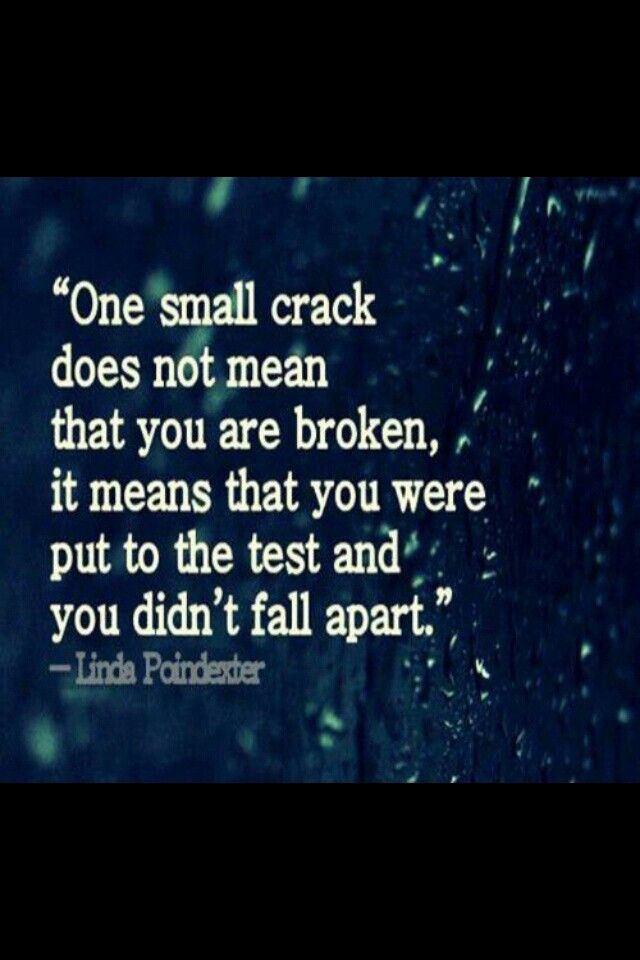 “One small crack
does not mean
that you are broken,
it means that you were
put to the test and
you didn’t fall apart.”
—Linda Poindexter